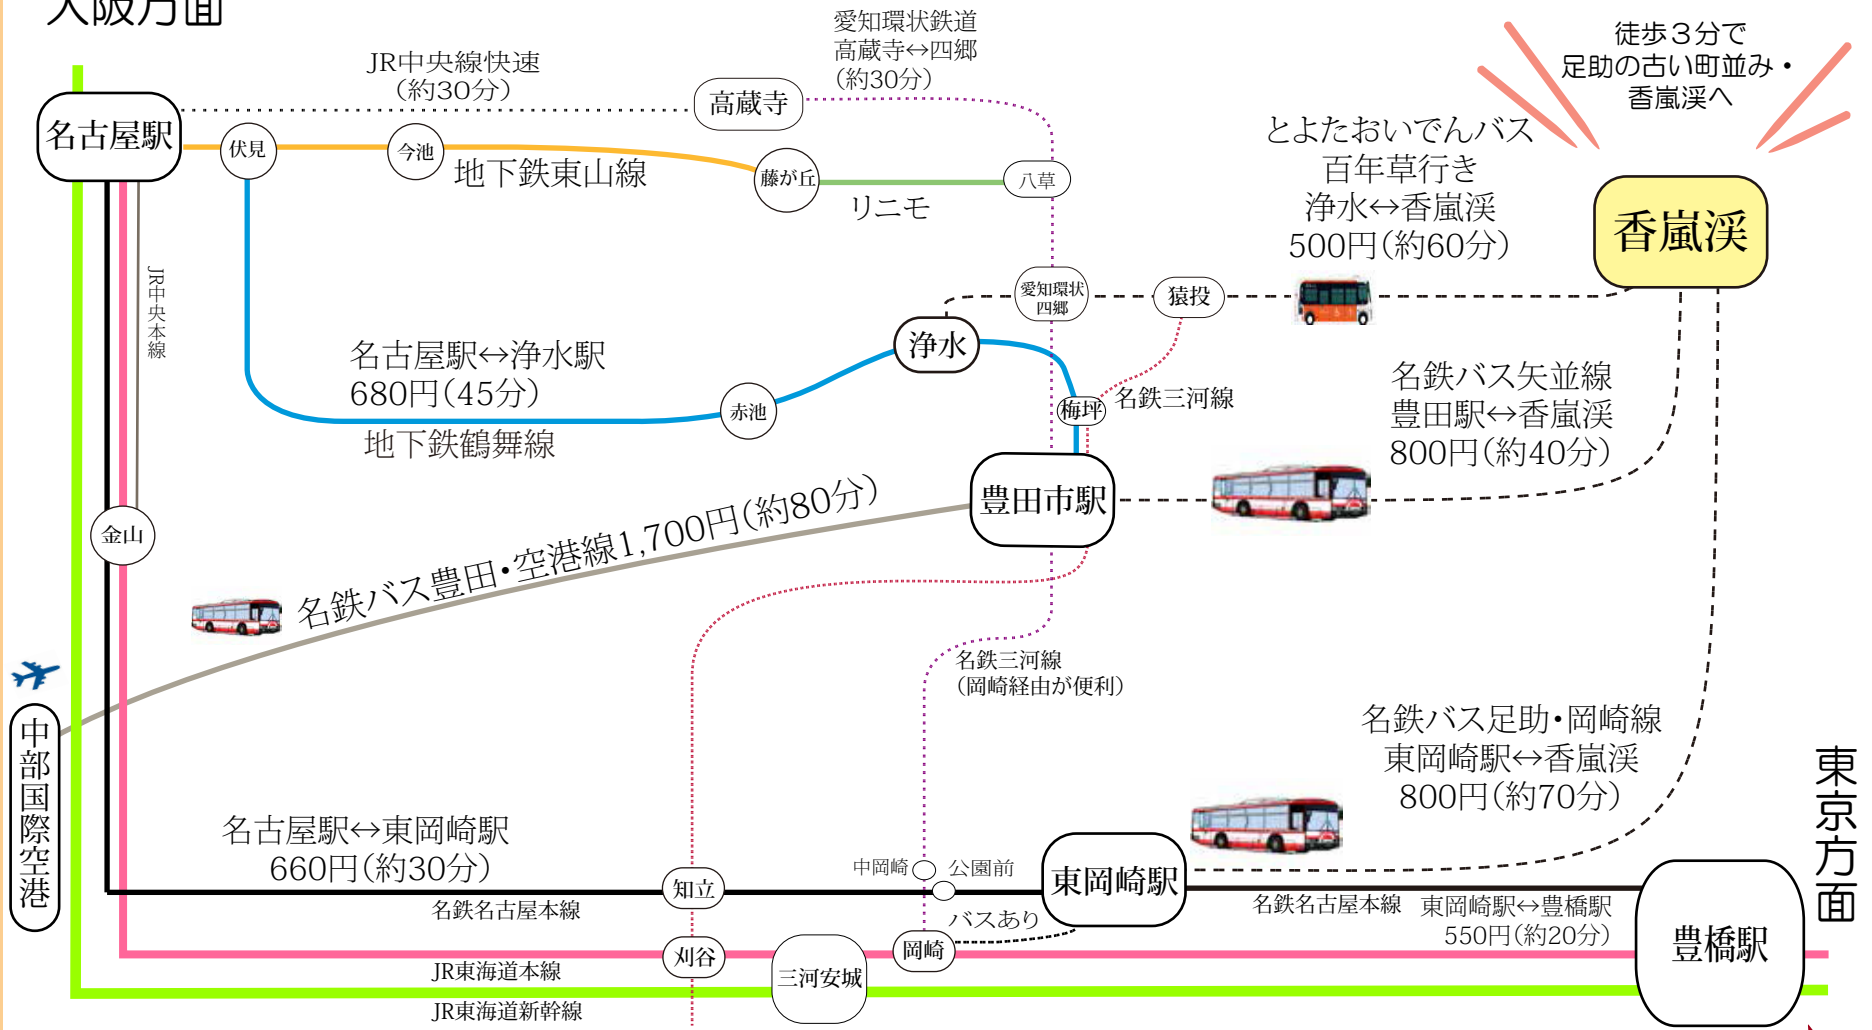 大阪方面
愛知環状鉄道
高蔵寺↔四郷
(約30分)
徒歩３分で
足助の古い町並み・
香嵐渓へ
JR中央線快速
(約30分)
高蔵寺
名古屋駅
伏見
今池
地下鉄東山線
藤が丘
リニモ
八草
とよたおいでんバス
百年草行き
浄水↔香嵐渓
500円(約60分)
香嵐渓
JR中央本線
愛知環状
四郷
猿投
浄水
名古屋駅↔浄水駅
680円(45分)
地下鉄鶴舞線
赤池
梅坪
名鉄三河線
名鉄バス矢並線
豊田駅↔香嵐渓
800円(約40分)
豊田市駅
金山
名鉄バス豊田・空港線1,700円(約80分)
名鉄三河線
(岡崎経由が便利)
中部国際空港
名鉄バス足助・岡崎線
東岡崎駅↔香嵐渓
800円(約70分)
東京方面
名古屋駅↔東岡崎駅
660円(約30分)
知立
中岡崎
公園前
東岡崎駅
名鉄名古屋本線
バスあり
名鉄名古屋本線
東岡崎駅↔豊橋駅
550円(約20分)
刈谷
三河安城
岡崎
豊橋駅
JR東海道本線
JR東海道新幹線